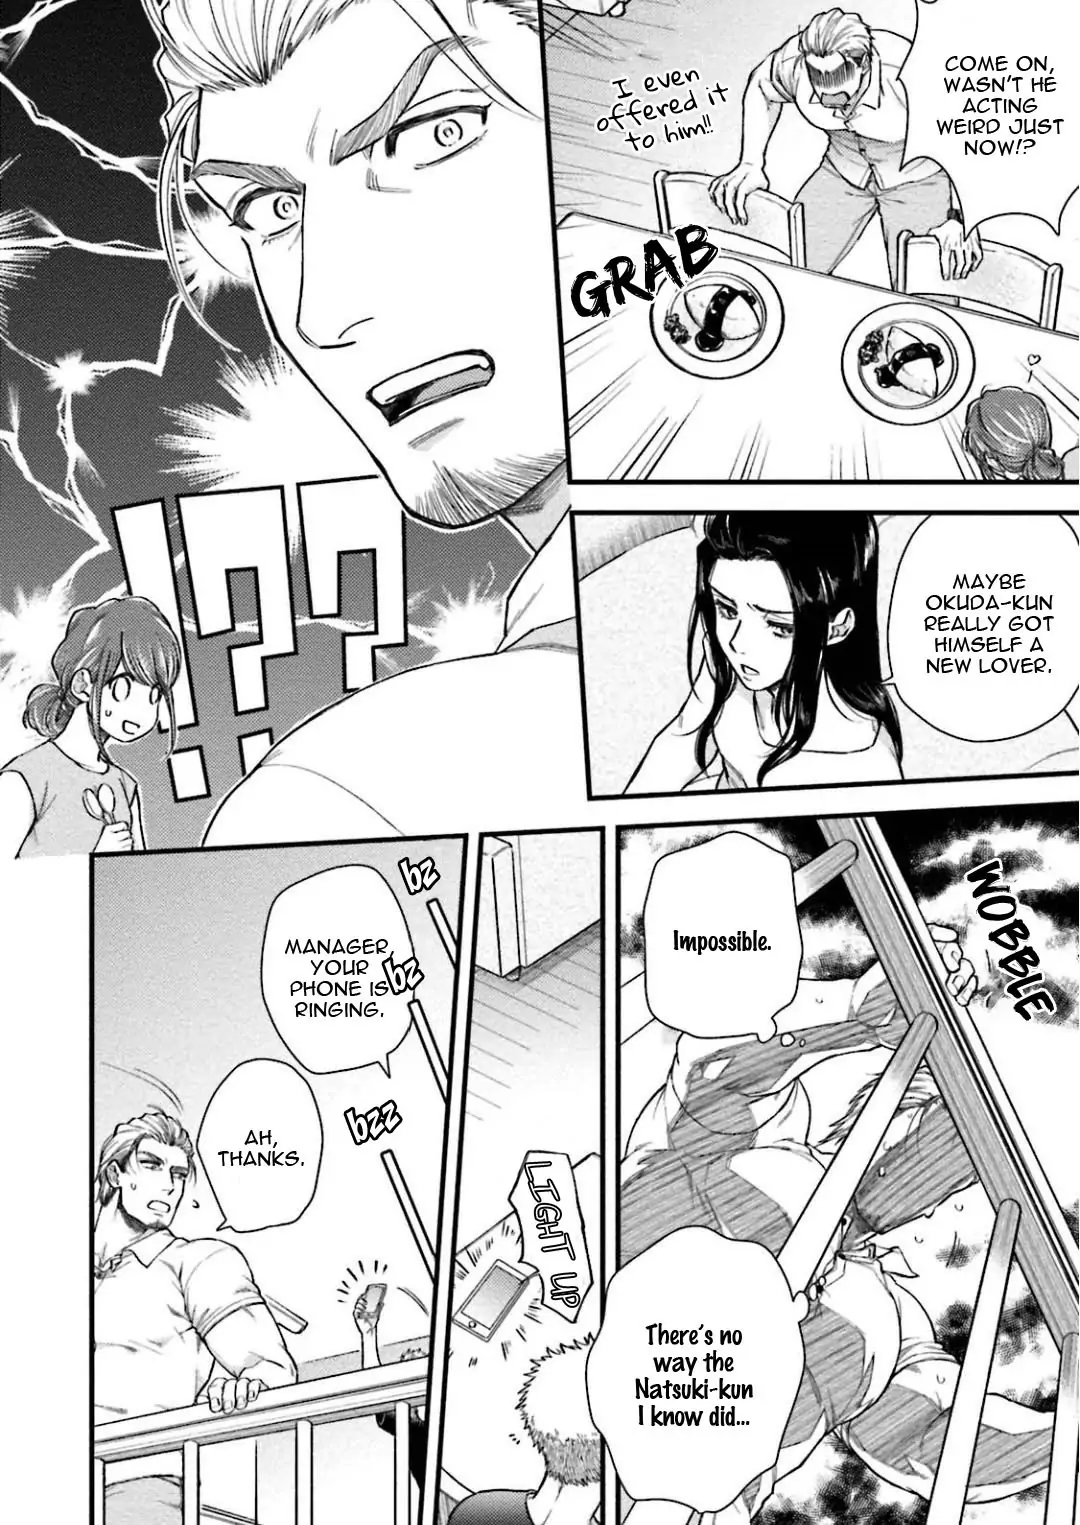 COME ON,
WASN'T HE
ACTING
WEIRD JUST
NOW!?
I even
offered it
to him!!
GRAB
!??
MAYBE
OKUDA-KUN
REALLY GOT
HIMSELF A
NEW LOVER.
WOBBLE
Impossible.
There's no
way the
Natsuki-kun
I know did...
LIGHT UP
bz
bz
bzz
MANAGER,
YOUR
PHONE IS
RINGING.
AH,
THANKS.